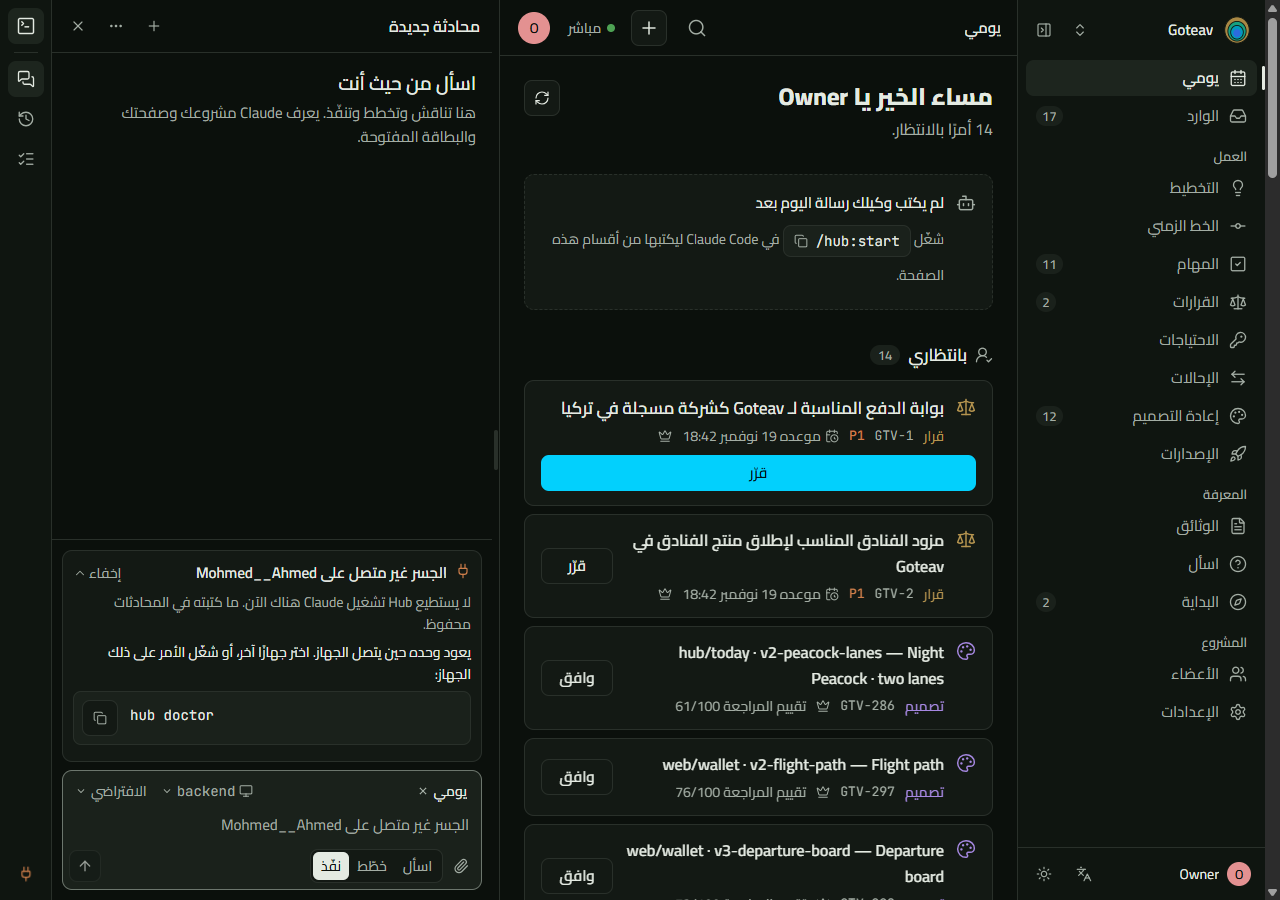 Goteav
يومي
الوارد
17
العمل
التخطيط
الخط الزمني
المهام
11
القرارات
2
الاحتياجات
الإحالات
إعادة التصميم
12
الإصدارات
المعرفة
الوثائق
اسأل
البداية
2
المشروع
الأعضاء
الإعدادات
O Owner
يومي
مباشر
O
مساء الخير يا Owner
14 أمرًا بالانتظار.
لم يكتب وكيلك رسالة اليوم بعد
شغّل /hub:start في Claude Code ليكتبها من أقسام هذه
الصفحة.
بانتظاري 14
بوابة الدفع المناسبة لـ Goteav كشركة مسجلة في تركيا
قرار GTV-1 P1 موعده 19 نوفمبر 18:42
قرّر
مزود الفنادق المناسب لإطلاق منتج الفنادق في
Goteav
قرار GTV-2 P1 موعده 19 نوفمبر 18:42
قرّر
hub/today · v2-peacock-lanes — Night
Peacock · two lanes
تصميم GTV-286 تقييم المراجعة 61/100
وافق
web/wallet · v2-flight-path — Flight path
تصميم GTV-297 تقييم المراجعة 76/100
وافق
web/wallet · v3-departure-board — Departure
board
وافق
محادثة جديدة
اسأل من حيث أنت
هنا تناقش وتخطط وتنفّذ. يعرف Claude مشروعك وصفحتك
والبطاقة المفتوحة.
الجسر غير متصل على Mohmed__Ahmed
إخفاء
لا يستطيع Hub تشغيل Claude هناك الآن. ما كتبته في المحادثات
محفوظ.
يعود وحده حين يتصل الجهاز. اختر جهازًا آخر، أو شغّل الأمر على ذلك
الجهاز:
hub doctor
يومي ×
backend
الافتراضي
الجسر غير متصل على Mohmed__Ahmed
اسأل
خطّط
نفّذ